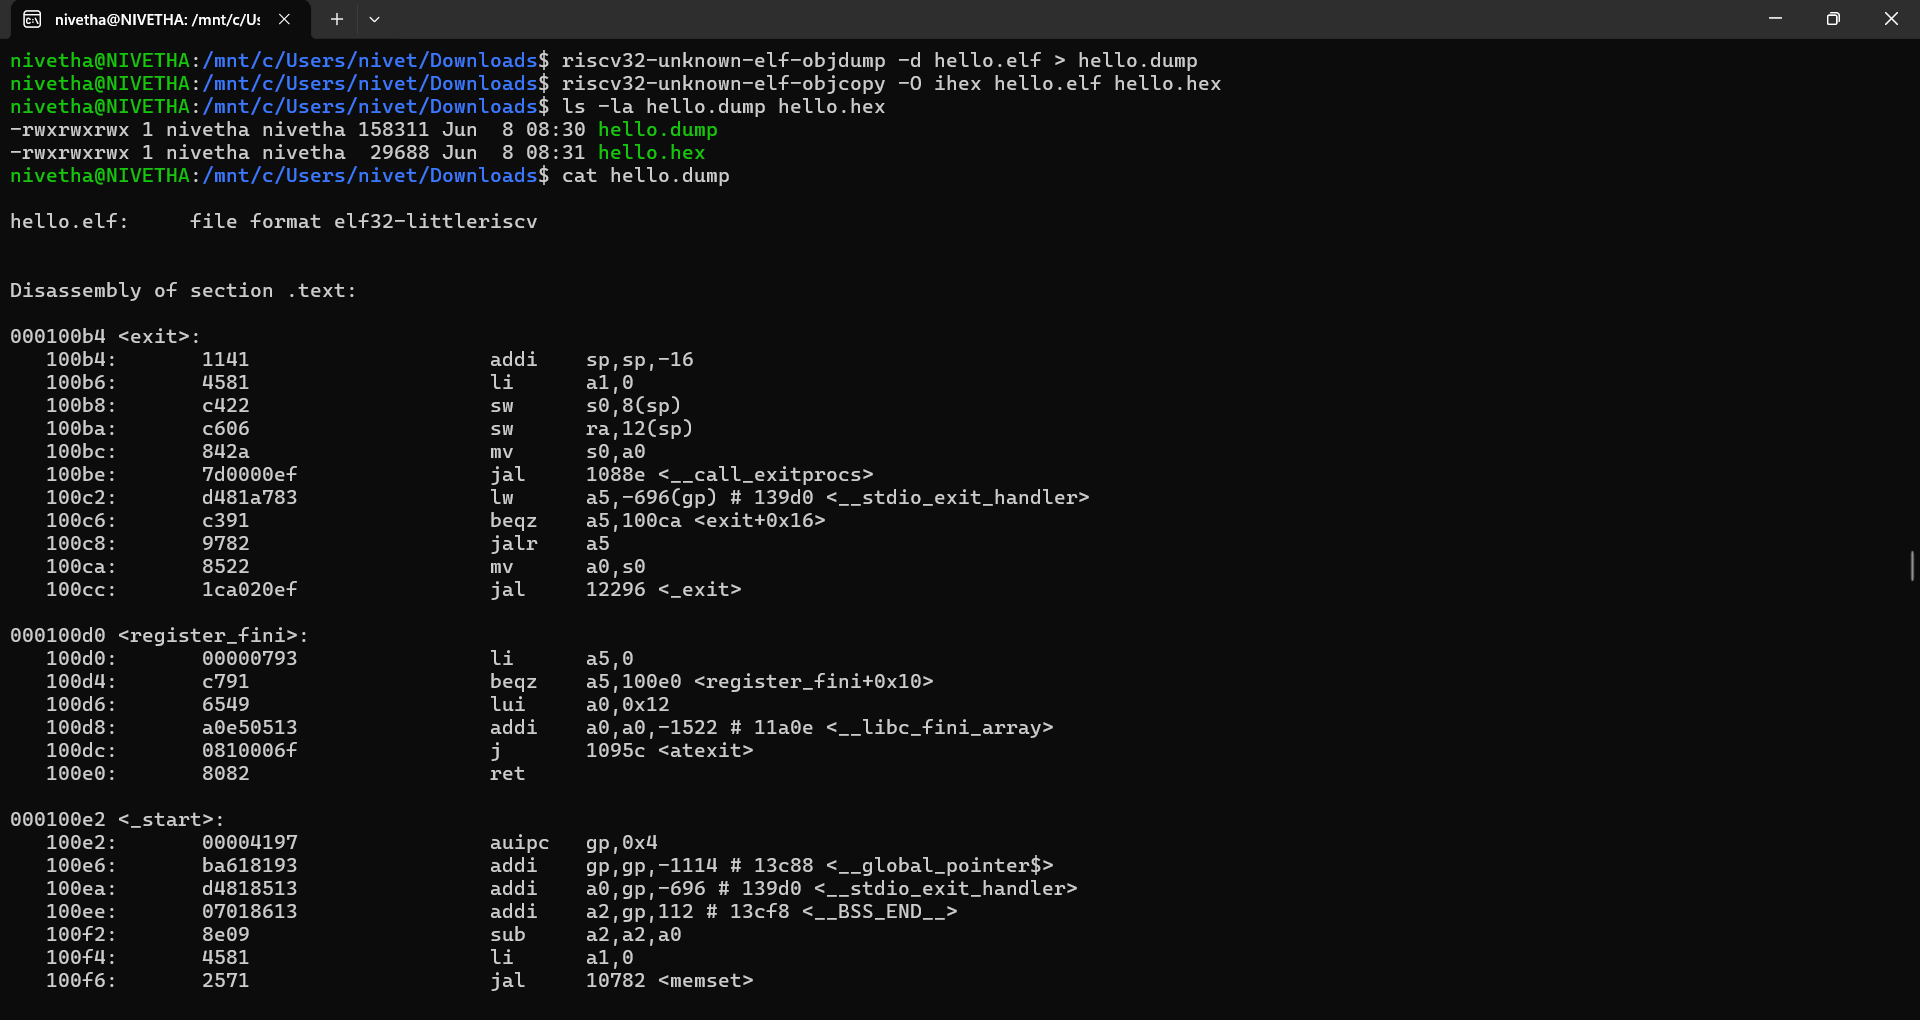 nivetha@NIVETHA: /mnt/c/Us
nivetha@NIVETHA:/mnt/c/Users/nivet/Downloads$ riscv32-unknown-elf-objdump -d hello.elf > hello.dump
nivetha@NIVETHA:/mnt/c/Users/nivet/Downloads$ riscv32-unknown-elf-objcopy -O ihex hello.elf hello.hex
nivetha@NIVETHA:/mnt/c/Users/nivet/Downloads$ ls -la hello.dump hello.hex
-rwxrwxrwx 1 nivetha nivetha 158311 Jun  8 08:30 hello.dump
-rwxrwxrwx 1 nivetha nivetha  29688 Jun  8 08:31 hello.hex
nivetha@NIVETHA:/mnt/c/Users/nivet/Downloads$ cat hello.dump
hello.elf:     file format elf32-littleriscv
Disassembly of section .text:
000100b4 <exit>:
   100b4:	1141                	addi	sp,sp,-16
   100b6:	4581                	li	a1,0
   100b8:	c422                	sw	s0,8(sp)
   100ba:	c606                	sw	ra,12(sp)
   100bc:	842a                	mv	s0,a0
   100be:	7d0000ef          	jal	1088e <__call_exitprocs>
   100c2:	d481a783          	lw	a5,-696(gp) # 139d0 <__stdio_exit_handler>
   100c6:	c391                	beqz	a5,100ca <exit+0x16>
   100c8:	9782                	jalr	a5
   100ca:	8522                	mv	a0,s0
   100cc:	1ca020ef          	jal	12296 <_exit>
000100d0 <register_fini>:
   100d0:	00000793          	li	a5,0
   100d4:	c791                	beqz	a5,100e0 <register_fini+0x10>
   100d6:	6549                	lui	a0,0x12
   100d8:	a0e50513          	addi	a0,a0,-1522 # 11a0e <__libc_fini_array>
   100dc:	0810006f          	j	1095c <atexit>
   100e0:	8082                	ret
000100e2 <_start>:
   100e2:	00004197          	auipc	gp,0x4
   100e6:	ba618193          	addi	gp,gp,-1114 # 13c88 <__global_pointer$>
   100ea:	d4818513          	addi	a0,gp,-696 # 139d0 <__stdio_exit_handler>
   100ee:	07018613          	addi	a2,gp,112 # 13cf8 <__BSS_END__>
   100f2:	8e09                	sub	a2,a2,a0
   100f4:	4581                	li	a1,0
   100f6:	2571                	jal	10782 <memset>